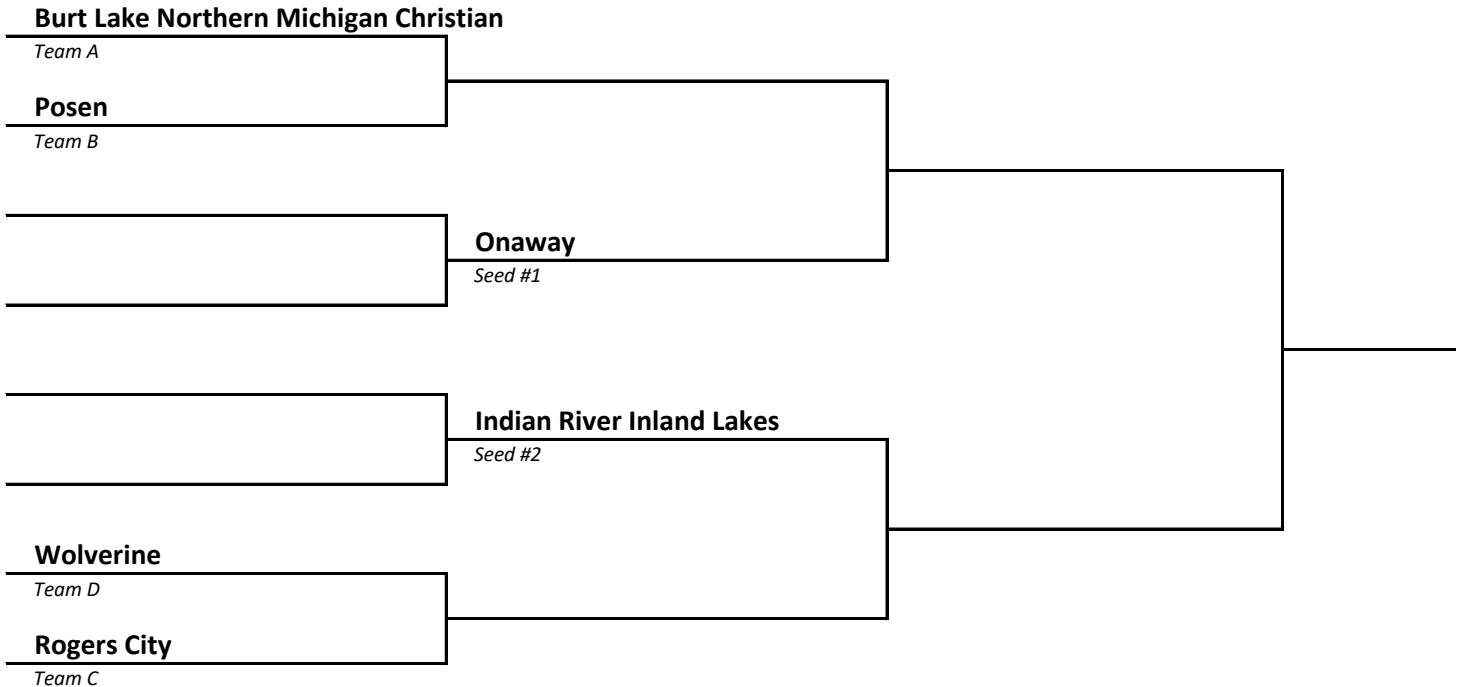 Burt Lake Northern Michigan Christian
Team A
Posen
Team B
Onaway
Seed #1
Indian River Inland Lakes
Seed #2
Wolverine
Team D
Rogers City
Team C